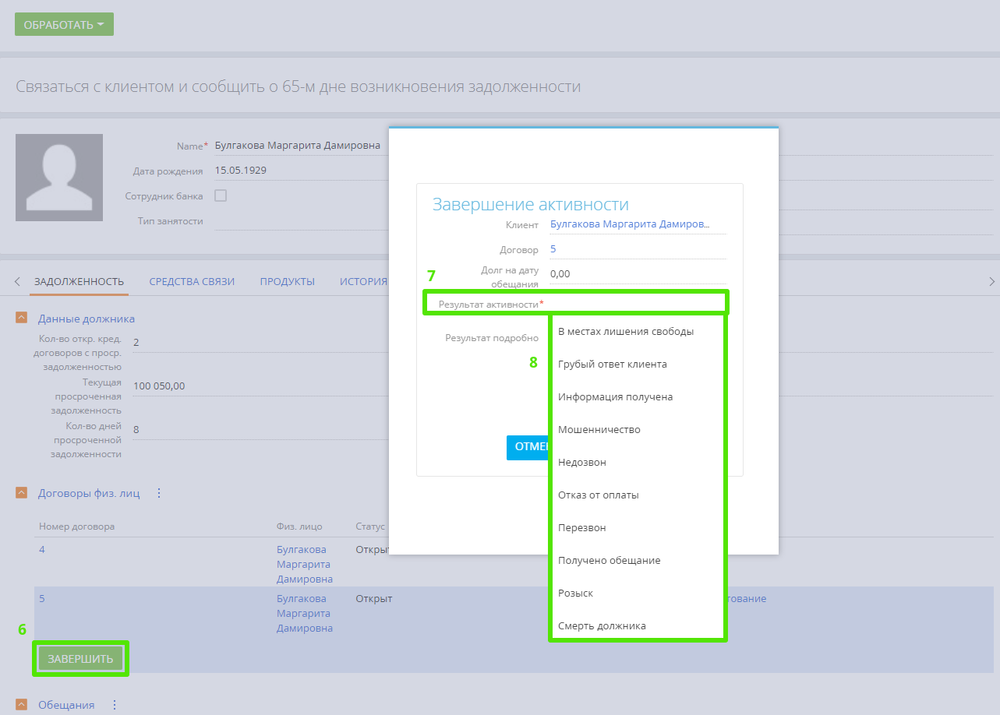 ОБРАБОТАТЬ
Связаться с клиентом и сообщить о 65-м дне возникновения задолженности
Name* Булгакова Маргарита Дамировна
Дата рождения 15.05.1929
Сотрудник банка
Тип занятости
ЗАДОЛЖЕННОСТЬ СРЕДСТВА СВЯЗИ ПРОДУКТЫ ИСТОРИЯ
Данные должника
Кол-во откр. кред.
договоров с проср.
задолженностью
2
Текущая
просроченная
задолженность
100 050,00
Кол-во дней
просроченной
задолженности
8
Договоры физ. лиц
Номер договора Физ. лицо Статус
4 Булгакова
Маргарита
Дамировна
Откры
5 Булгакова
Маргарита
Дамировна
Открыт
тование
6
ЗАВЕРШИТЬ
Обещания
Завершение активности
Клиент Булгакова Маргарита Дамиров...
Договор 5
Долг на дату
обещания
0,00
7
Результат активности*
Результат подробно
8
В местах лишения свободы
Грубый ответ клиента
Информация получена
Мошенничество
Недозвон
Отказ от оплаты
Перезвон
Получено обещание
Розыск
Смерть должника
ОТМЕ